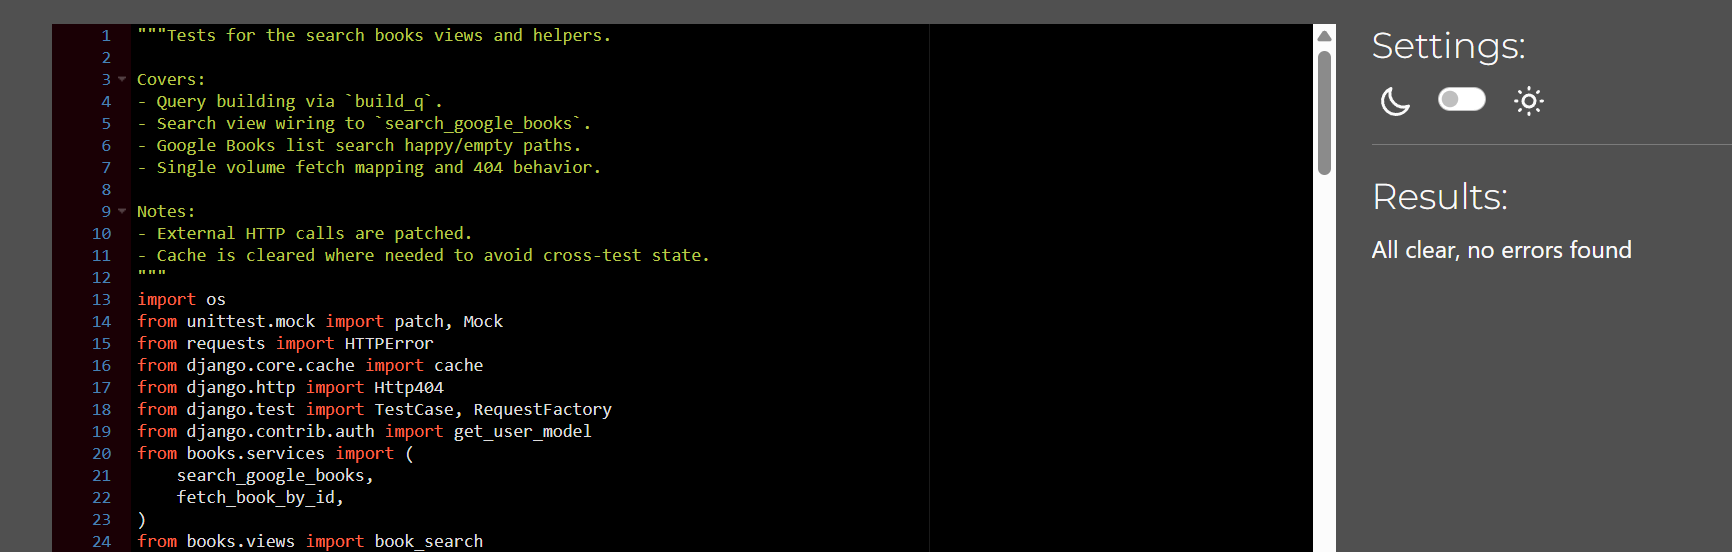 1 """Tests for the search books views and helpers.
2
3 Covers:
4 - Query building via `build_q`.
5 - Search view wiring to `search_google_books`.
6 - Google Books list search happy/empty paths.
7 - Single volume fetch mapping and 404 behavior.
8
9 Notes:
10 - External HTTP calls are patched.
11 - Cache is cleared where needed to avoid cross-test state.
12 """
13 import os
14 from unittest.mock import patch, Mock
15 from requests import HTTPError
16 from django.core.cache import cache
17 from django.http import Http404
18 from django.test import TestCase, RequestFactory
19 from django.contrib.auth import get_user_model
20 from books.services import (
21     search_google_books,
22     fetch_book_by_id,
23 )
24 from books.views import book_search
Settings:
Results:
All clear, no errors found